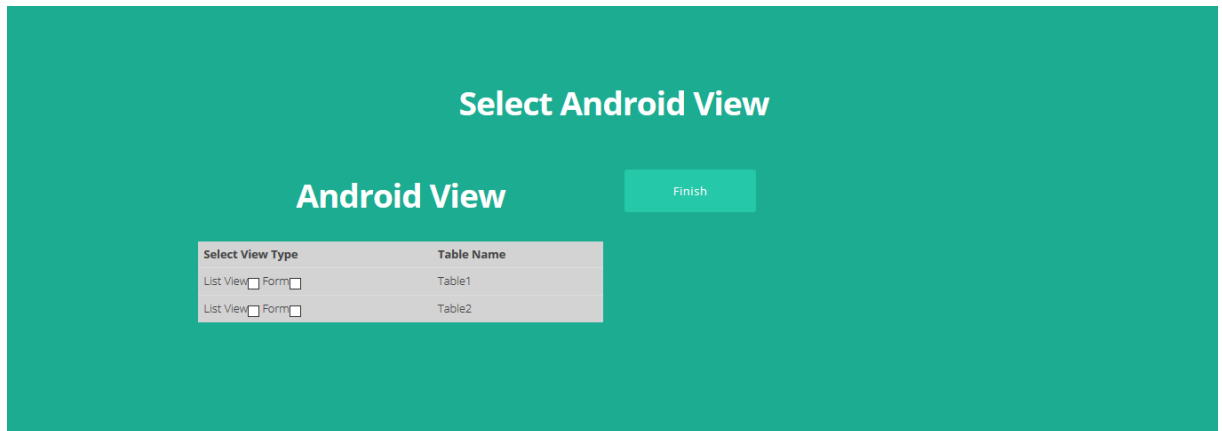 Select Android View
Android View
Finish
Select View Type Table Name
List View Form Table1
List View Form Table2